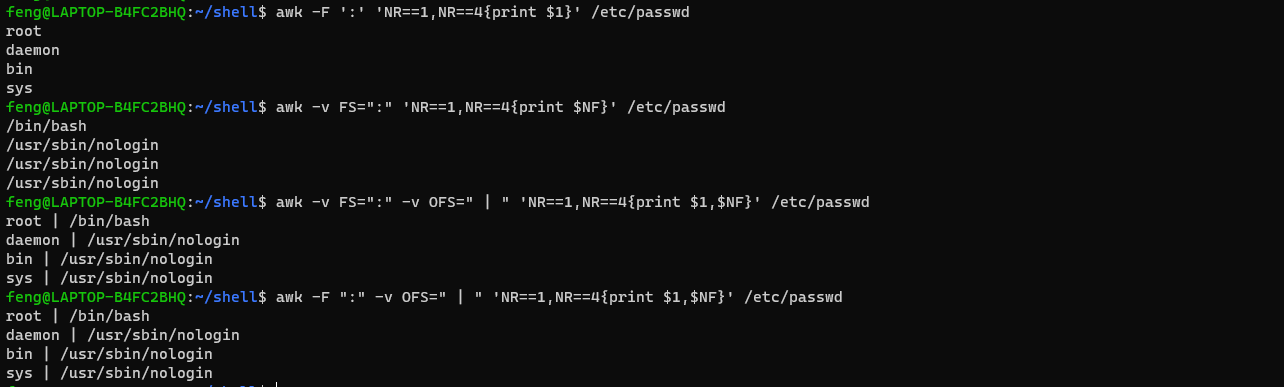 feng@LAPTOP-B4FC2BHQ:~/shell$ awk -F ':' 'NR==1,NR==4{print $1}' /etc/passwd
root
daemon
bin
sys
feng@LAPTOP-B4FC2BHQ:~/shell$ awk -v FS=":" 'NR==1,NR==4{print $NF}' /etc/passwd
/bin/bash
/usr/sbin/nologin
/usr/sbin/nologin
/usr/sbin/nologin
feng@LAPTOP-B4FC2BHQ:~/shell$ awk -v FS=":" -v OFS=" | " 'NR==1,NR==4{print $1,$NF}' /etc/passwd
root | /bin/bash
daemon | /usr/sbin/nologin
bin | /usr/sbin/nologin
sys | /usr/sbin/nologin
feng@LAPTOP-B4FC2BHQ:~/shell$ awk -F ":" -v OFS=" | " 'NR==1,NR==4{print $1,$NF}' /etc/passwd
root | /bin/bash
daemon | /usr/sbin/nologin
bin | /usr/sbin/nologin
sys | /usr/sbin/nologin